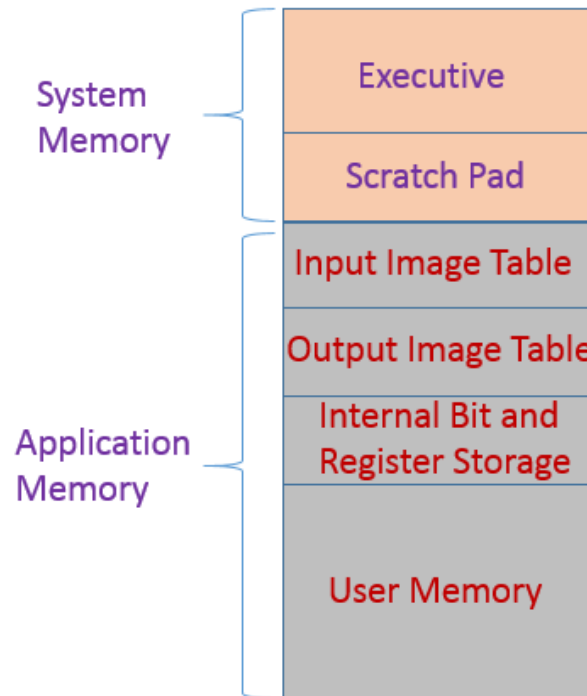 System
Memory
Executive
Scratch Pad
Application
Memory
Input Image Table
Output Image Table
Internal Bit and
Register Storage
User Memory